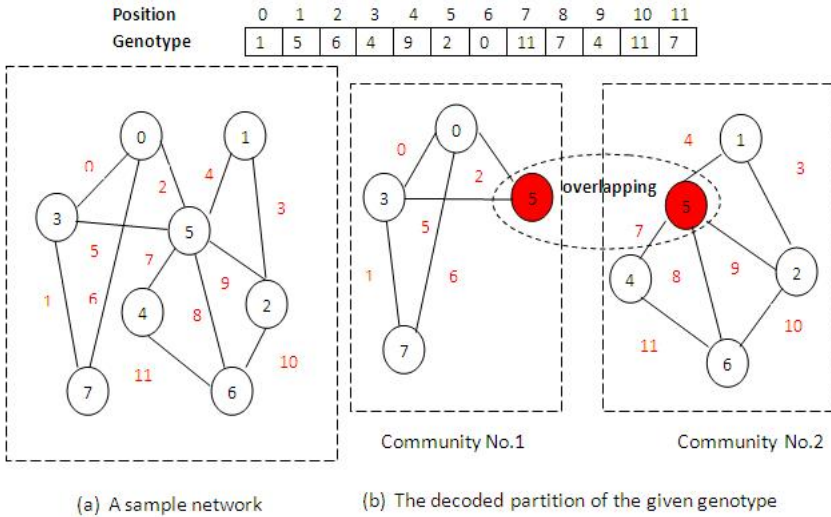 Position 0 1 2 3 4 5 6 7 8 9 10 11
Genotype 1 5 6 4 9 2 0 11 7 4 11 7
0 1
0 2 4 3
3 5
5 7 9
1 6 4 8 2
11 10
7 6
0
0 2
3 5
5
1 6
7
overlapping
4 1 3
5
7
4 8 9 2
11 10
6
Community No.1
Community No.2
(a) A sample network
(b) The decoded partition of the given genotype